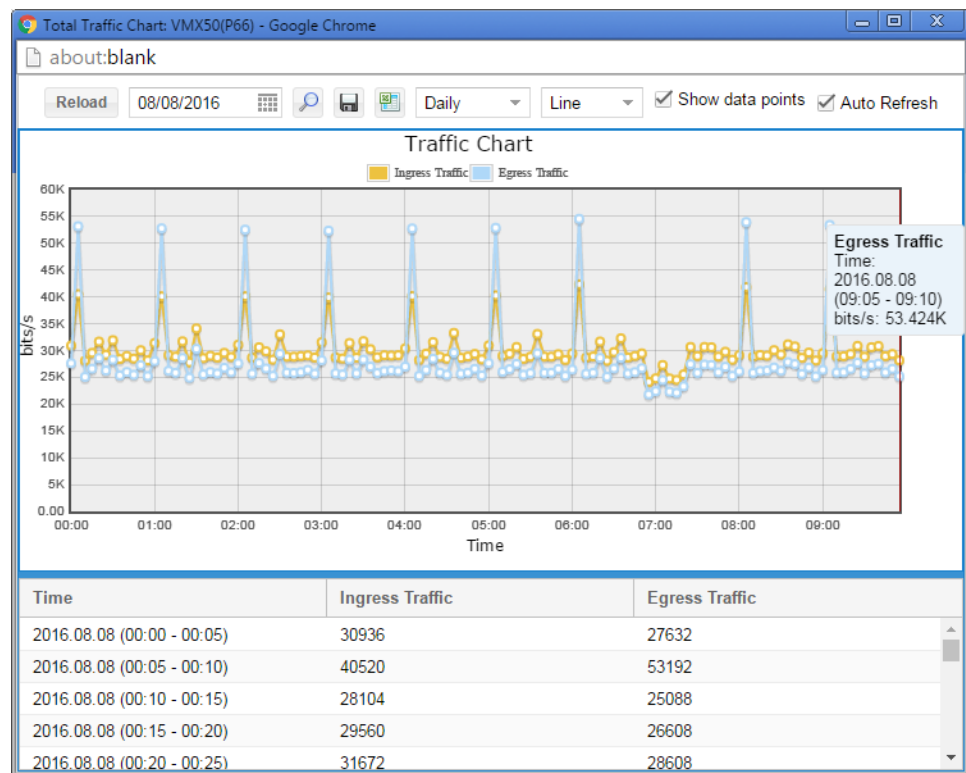 Total Traffic Chart: VMX50(P66) - Google Chrome
about:blank
Reload 08/08/2016 Daily Line Show data points Auto Refresh
Traffic Chart
Ingress Traffic Egress Traffic
60K
55K
50K
45K
40K
35K
30K
25K
20K
15K
10K
5K
0.00
bits/s
00:00 01:00 02:00 03:00 04:00 05:00 06:00 07:00 08:00 09:00
Time
Egress Traffic
Time:
2016.08.08
(09:05 - 09:10)
bits/s: 53.424K
Time Ingress Traffic Egress Traffic
2016.08.08 (00:00 - 00:05) 30936 27632
2016.08.08 (00:05 - 00:10) 40520 53192
2016.08.08 (00:10 - 00:15) 28104 25088
2016.08.08 (00:15 - 00:20) 29560 26608
2016.08.08 (00:20 - 00:25) 31672 28608